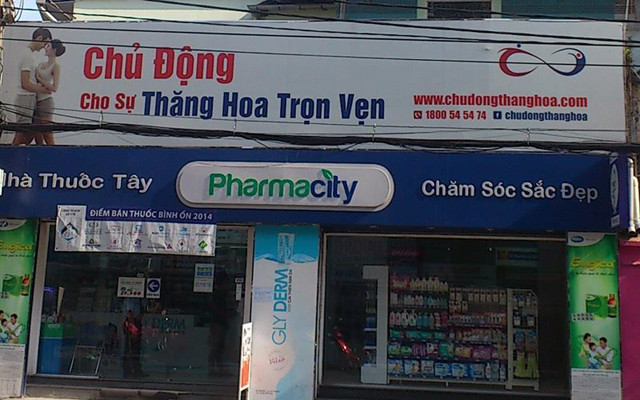 Chủ Động
Cho Sự Thăng Hoa Trọn Vẹn
www.chudongthanghoa.com
1800 54 54 74 chudongthanghoa
Nhà Thuốc Tây
Pharmacity
Chăm Sóc Sắc Đẹp
ĐIỂM BÁN THUỐC BÌNH ỔN 2014
GLYDERM